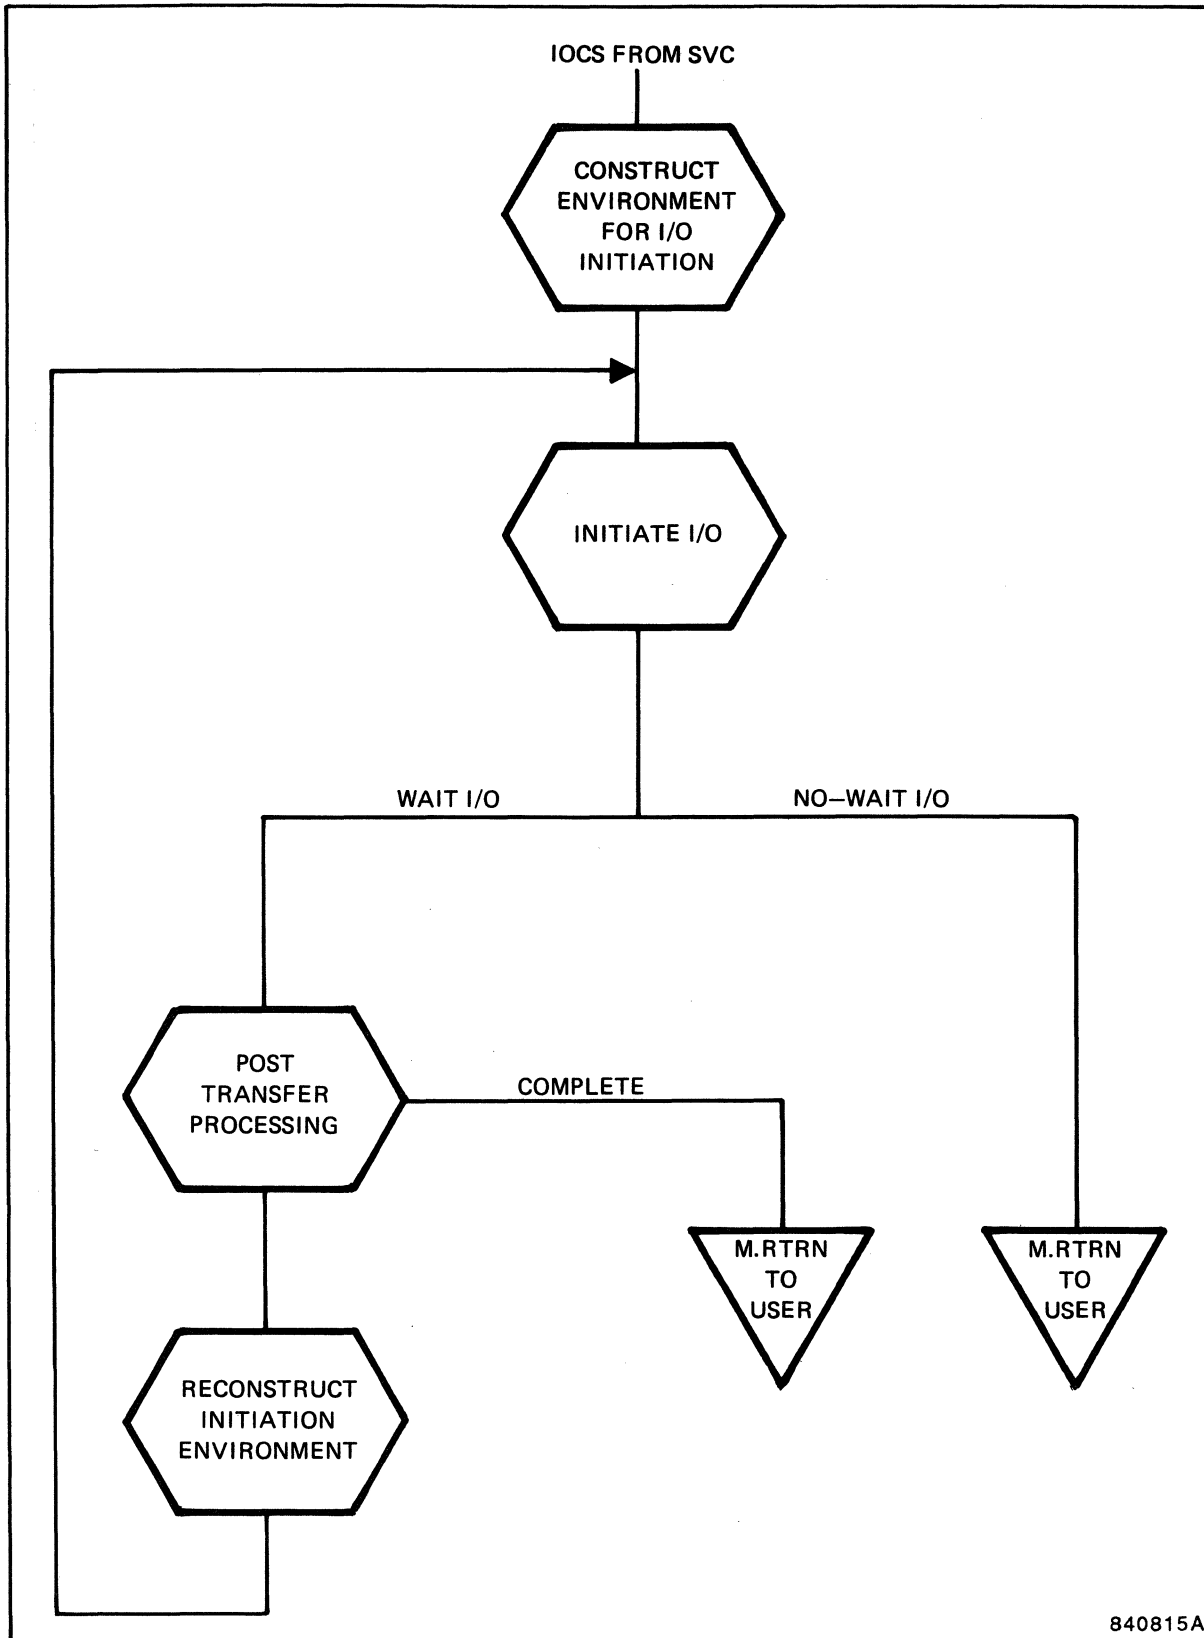 IOCS FROM SVC
CONSTRUCT
ENVIRONMENT
FOR I/O
INITIATION
INITIATE I/O
WAIT I/O
NO–WAIT I/O
POST
TRANSFER
PROCESSING
COMPLETE
M.RTRN
TO
USER
M.RTRN
TO
USER
RECONSTRUCT
INITIATION
ENVIRONMENT
840815A